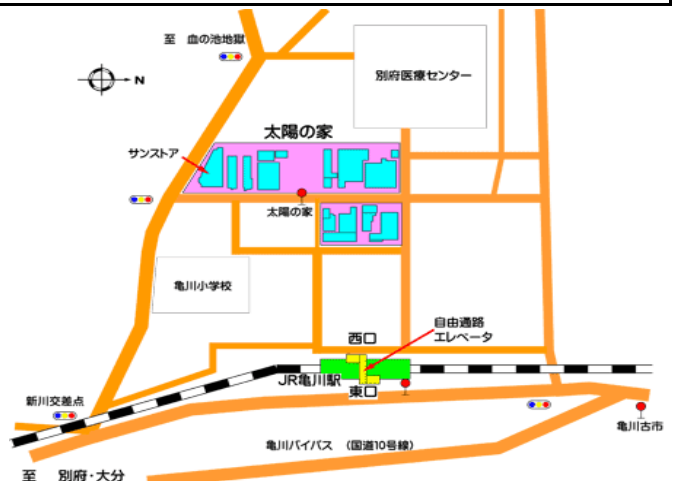 至 血の池地獄
N
別府医療センター
太陽の家
サンストア
太陽の家
亀川小学校
自由通路
エレベータ
西口
JR亀川駅
東口
新川交差点
亀川古市
亀川バイパス (国道10号線)
至 別府・大分